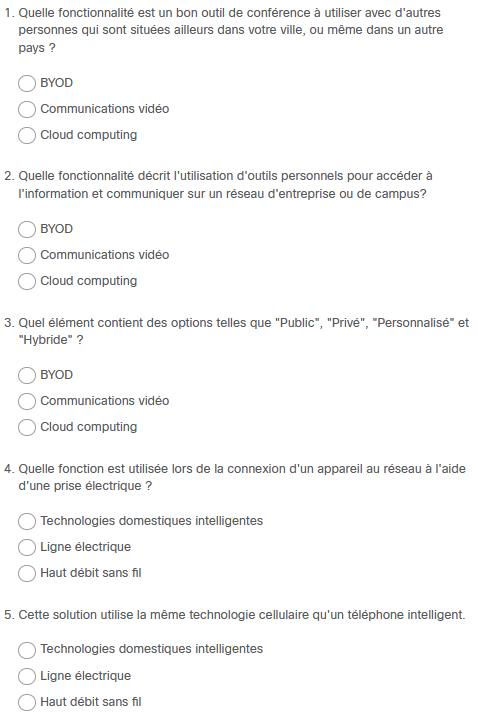 1. Quelle fonctionnalité est un bon outil de conférence à utiliser avec d'autres
personnes qui sont situées ailleurs dans votre ville, ou même dans un autre
pays ?
BYOD
Communications vidéo
Cloud computing
2. Quelle fonctionnalité décrit l'utilisation d'outils personnels pour accéder à
l'information et communiquer sur un réseau d'entreprise ou de campus?
BYOD
Communications vidéo
Cloud computing
3. Quel élément contient des options telles que "Public", "Privé", "Personnalisé" et
"Hybride" ?
BYOD
Communications vidéo
Cloud computing
4. Quelle fonction est utilisée lors de la connexion d'un appareil au réseau à l'aide
d'une prise électrique ?
Technologies domestiques intelligentes
Ligne électrique
Haut débit sans fil
5. Cette solution utilise la même technologie cellulaire qu'un téléphone intelligent.
Technologies domestiques intelligentes
Ligne électrique
Haut débit sans fil